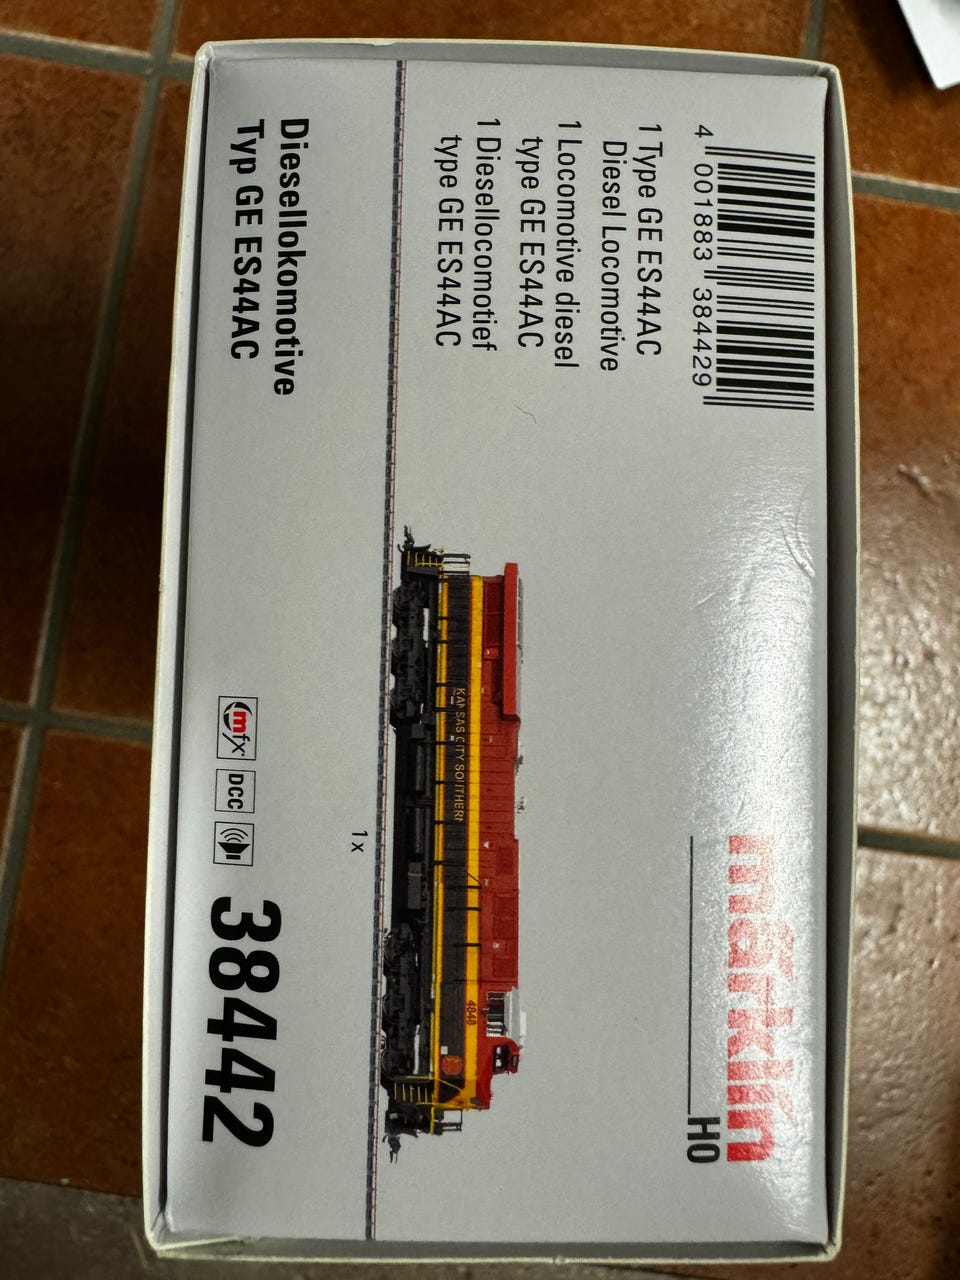 4 001883 384429
märklin
H0
1 Type GE ES44AC
Diesel Locomotive
1 Locomotive diesel
type GE ES44AC
1 Diesellocomotief
type GE ES44AC
KANSAS CITY SOUTHERN
4840
1 x
Diesellokomotive
Typ GE ES44AC
mfx
DCC
38442